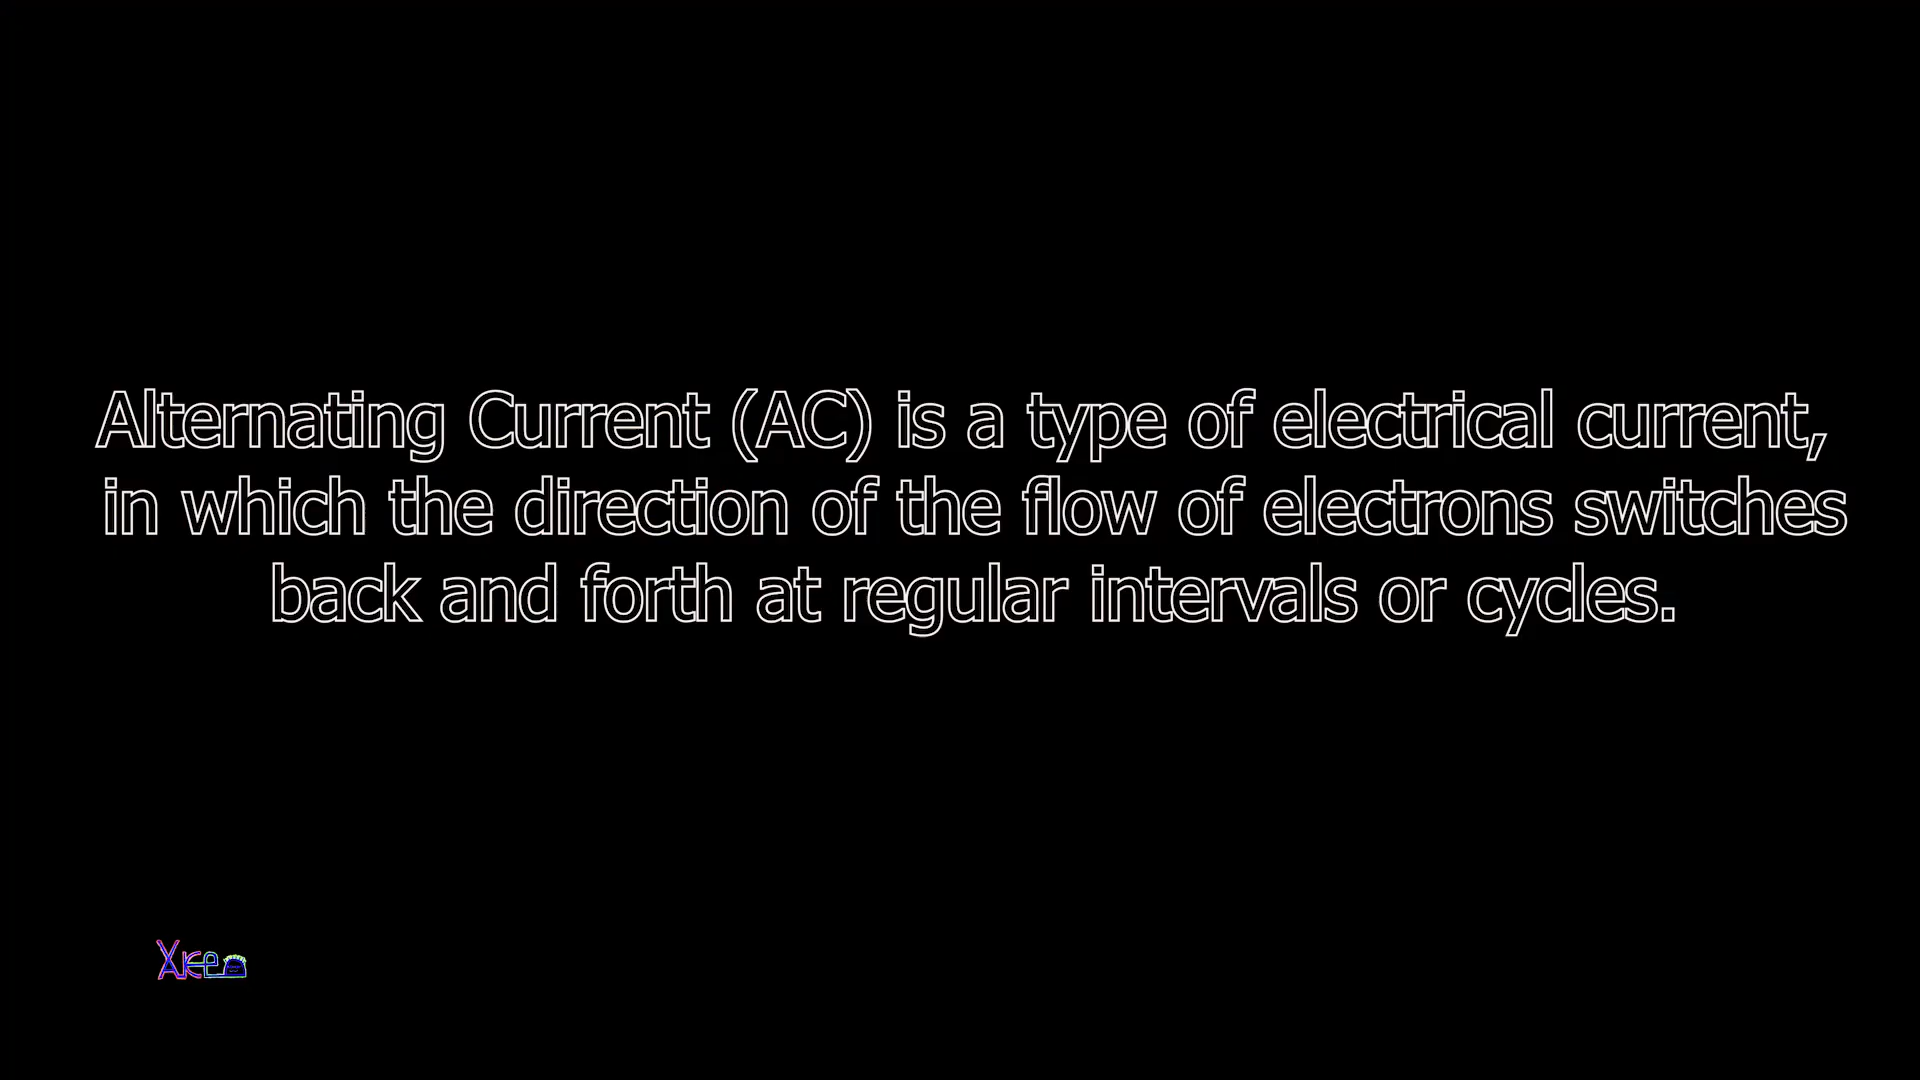 Alternating Current (AC) is a type of electrical current,
in which the direction of the flow of electrons switches
back and forth at regular intervals or cycles.